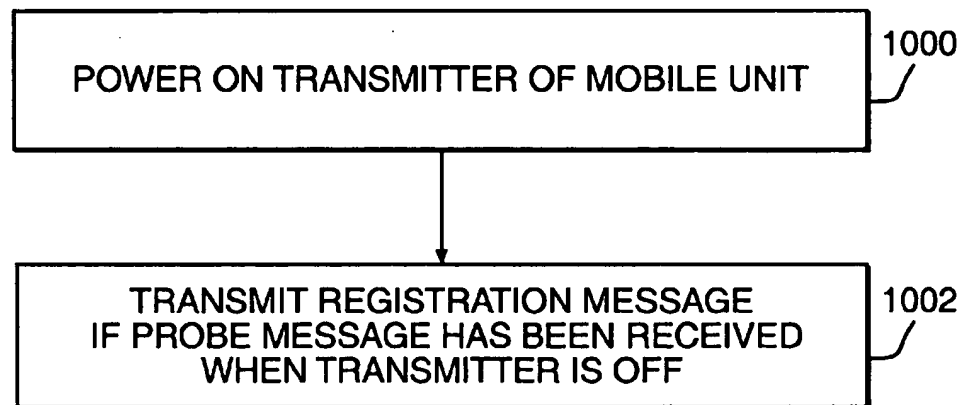 POWER ON TRANSMITTER OF MOBILE UNIT
1000
TRANSMIT REGISTRATION MESSAGE
IF PROBE MESSAGE HAS BEEN RECEIVED
WHEN TRANSMITTER IS OFF
1002